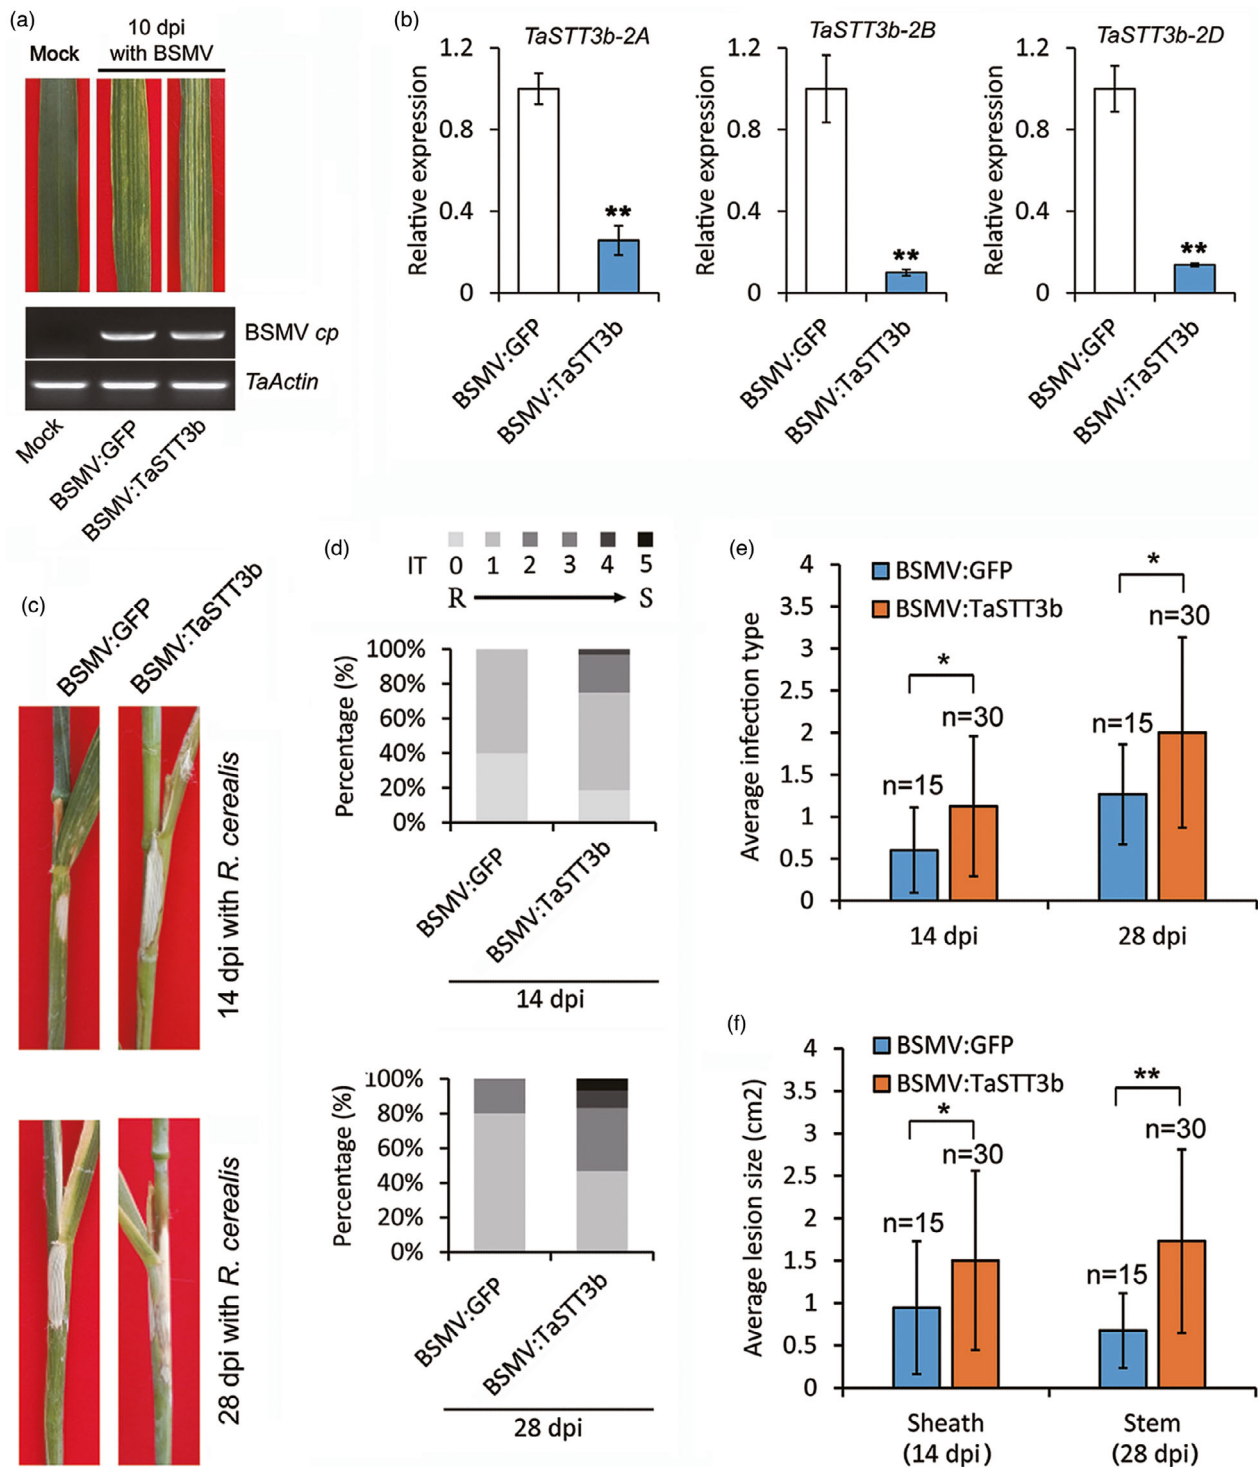 (a)
10 dpi
Mock with BSMV
BSMV cp
TaActin
Mock
BSMV:GFP
BSMV:TaSTT3b
(b)
TaSTT3b-2A
Relative expression
1.2
0.8
0.4
0
**
BSMV:GFP
BSMV:TaSTT3b
TaSTT3b-2B
Relative expression
1.2
0.8
0.4
0
**
BSMV:GFP
BSMV:TaSTT3b
TaSTT3b-2D
Relative expression
1.2
0.8
0.4
0
**
BSMV:GFP
BSMV:TaSTT3b
(c)
BSMV:GFP
BSMV:TaSTT3b
14 dpi with R. cerealis
28 dpi with R. cerealis
(d)
IT 0 1 2 3 4 5
R S
Percentage (%)
100%
80%
60%
40%
20%
0%
BSMV:GFP
BSMV:TaSTT3b
14 dpi
Percentage (%)
100%
80%
60%
40%
20%
0%
BSMV:GFP
BSMV:TaSTT3b
28 dpi
(e)
BSMV:GFP
BSMV:TaSTT3b
Average infection type
4
3.5
3
2.5
2
1.5
1
0.5
0
*
n=15
n=30
*
n=15
n=30
14 dpi
28 dpi
(f)
BSMV:GFP
BSMV:TaSTT3b
Average lesion size (cm2)
4
3.5
3
2.5
2
1.5
1
0.5
0
*
n=15
n=30
**
n=15
n=30
Sheath
(14 dpi)
Stem
(28 dpi)